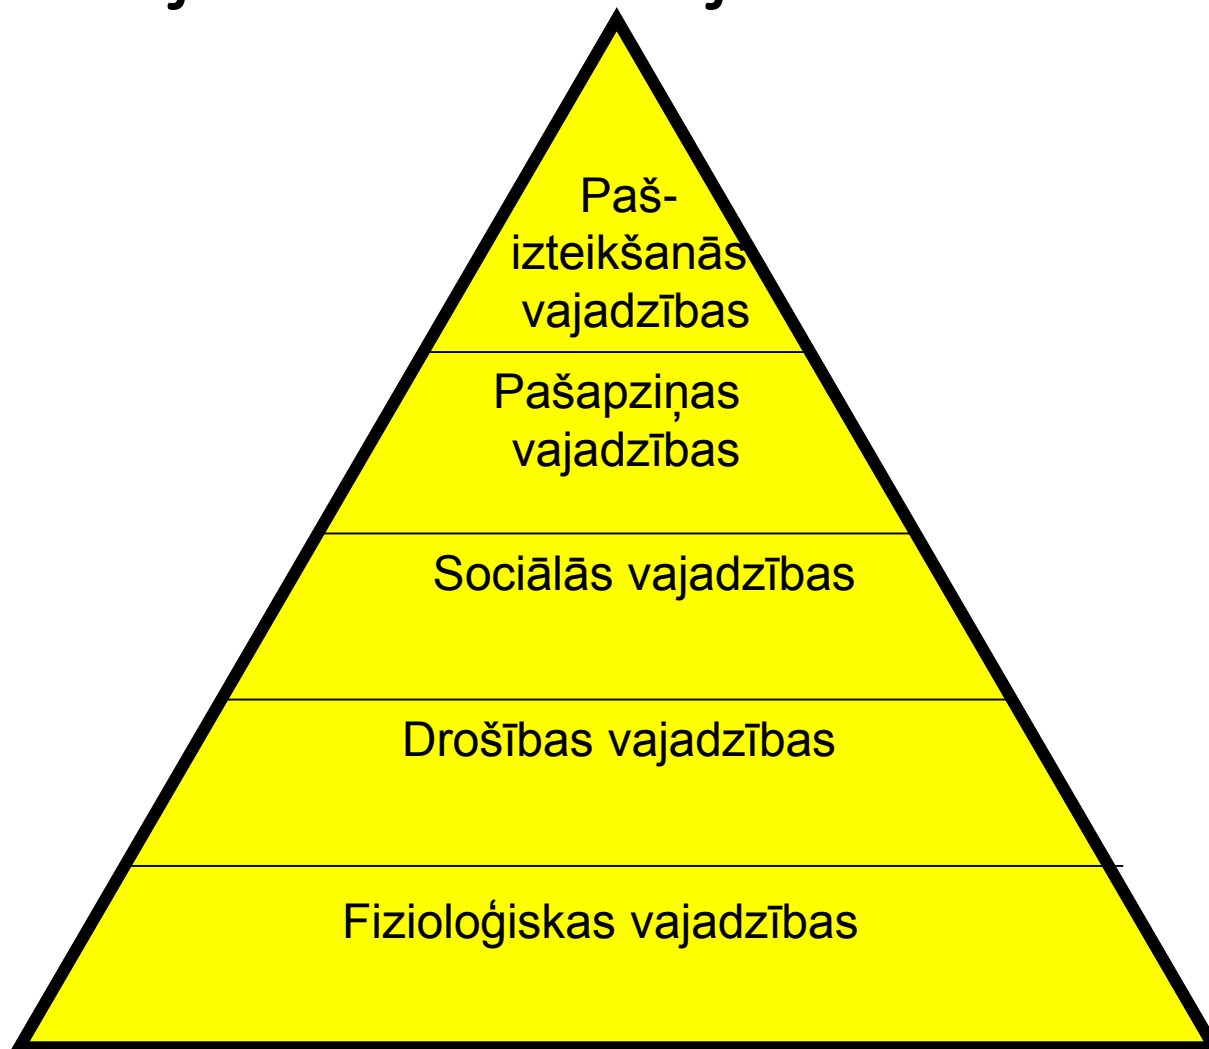 Paš-
izteikšanās
vajadzības
Pašapziņas
vajadzības
Sociālās vajadzības
Drošības vajadzības
Fizioloģiskas vajadzības